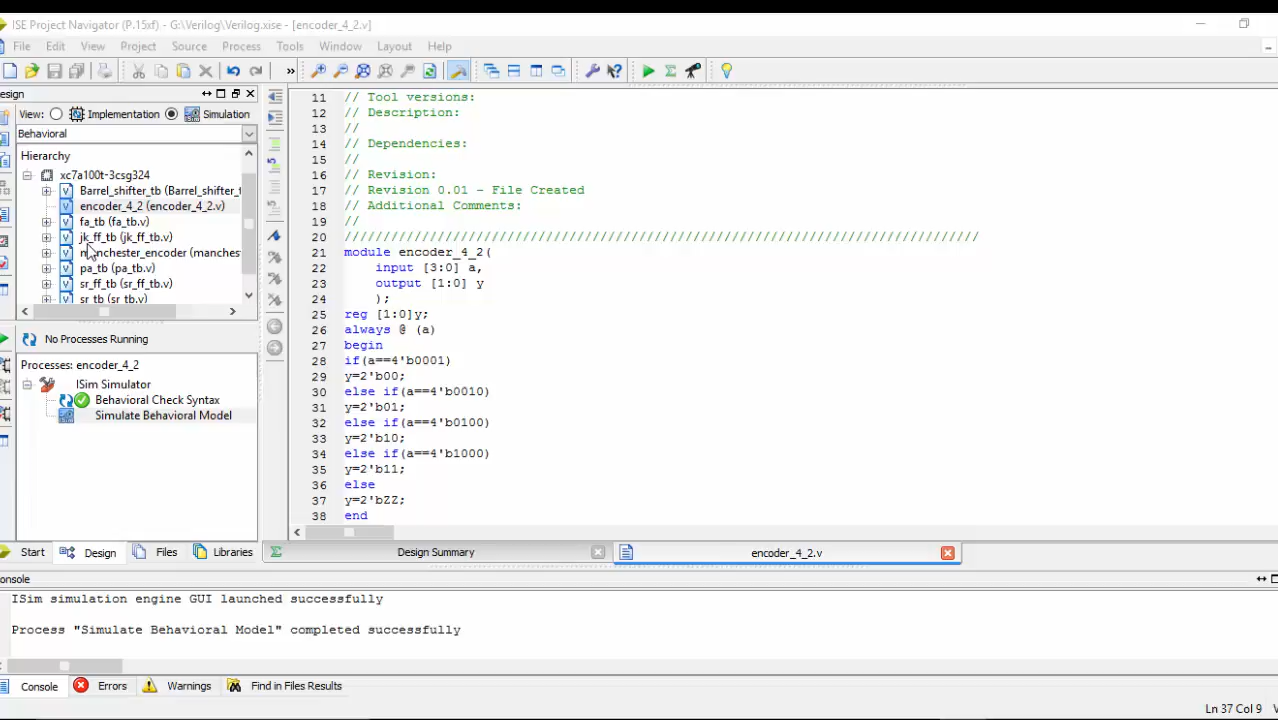 ISE Project Navigator (P.15xf) - G:\Verilog\Verilog.xise - [encoder_4_2.v]
File Edit View Project Source Process Tools Window Layout Help
View: Implementation Simulation
Behavioral
Hierarchy
xc7a100t-3csg324
Barrel_shifter_tb (Barrel_shifter_t
encoder_4_2 (encoder_4_2.v)
fa_tb (fa_tb.v)
jk_ff_tb (jk_ff_tb.v)
manchester_encoder (manches
pa_tb (pa_tb.v)
sr_ff_tb (sr_ff_tb.v)
sr_tb (sr_tb.v)
No Processes Running
Processes: encoder_4_2
ISim Simulator
Behavioral Check Syntax
Simulate Behavioral Model
Start Design Files Libraries
11 // Tool versions:
12 // Description:
13 //
14 // Dependencies:
15 //
16 // Revision:
17 // Revision 0.01 - File Created
18 // Additional Comments:
19 //
20 //////////////////////////////////////////////////////////////////////////////////
21 module encoder_4_2(
22 input [3:0] a,
23 output [1:0] y
24 );
25 reg [1:0]y;
26 always @ (a)
27 begin
28 if(a==4'b0001)
29 y=2'b00;
30 else if(a==4'b0010)
31 y=2'b01;
32 else if(a==4'b0100)
33 y=2'b10;
34 else if(a==4'b1000)
35 y=2'b11;
36 else
37 y=2'bZZ;
38 end
Design Summary encoder_4_2.v
ISim simulation engine GUI launched successfully
Process "Simulate Behavioral Model" completed successfully
Console Errors Warnings Find in Files Results
Ln 37 Col 9